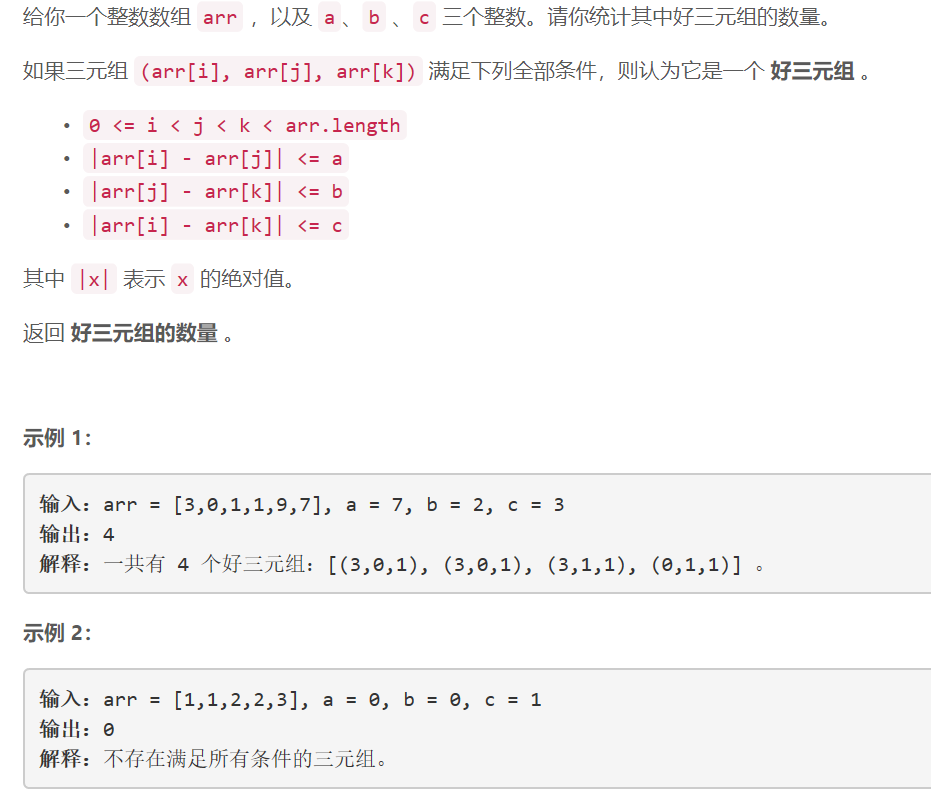 给你一个整数数组 arr ，以及 a、b 、c 三个整数。请你统计其中好三元组的数量。
如果三元组 (arr[i], arr[j], arr[k]) 满足下列全部条件，则认为它是一个 好三元组 。
• 0 <= i < j < k < arr.length
• |arr[i] - arr[j]| <= a
• |arr[j] - arr[k]| <= b
• |arr[i] - arr[k]| <= c
其中 |x| 表示 x 的绝对值。
返回 好三元组的数量 。
示例 1：
输入：arr = [3,0,1,1,9,7], a = 7, b = 2, c = 3
输出：4
解释：一共有 4 个好三元组：[(3,0,1), (3,0,1), (3,1,1), (0,1,1)] 。
示例 2：
输入：arr = [1,1,2,2,3], a = 0, b = 0, c = 1
输出：0
解释：不存在满足所有条件的三元组。